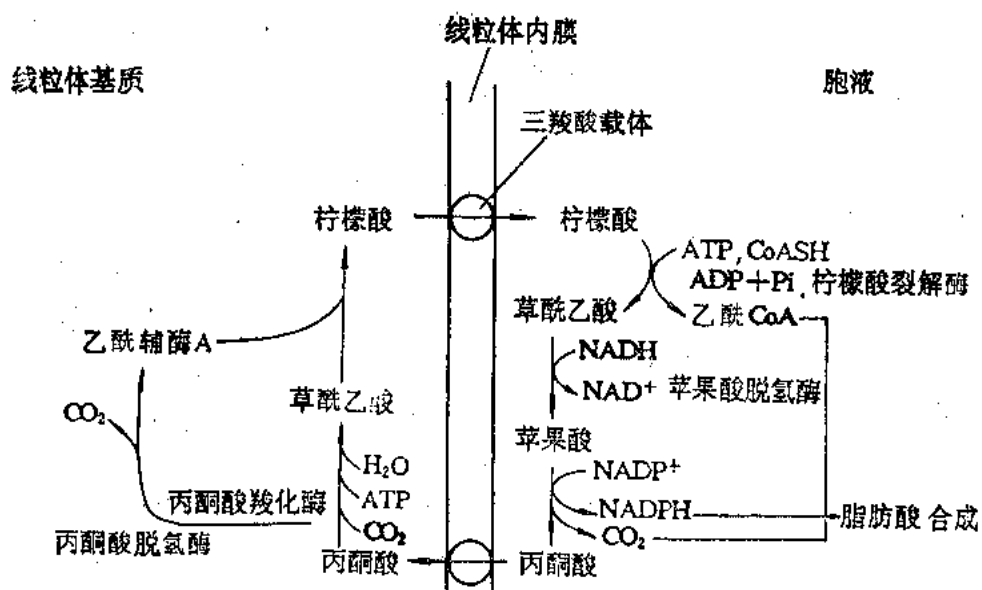 线粒体内膜
线粒体基质
胞液
三羧酸载体
柠檬酸
柠檬酸
ATP, CoASH
ADP+Pi, 柠檬酸裂解酶
草酰乙酸
乙酰CoA
乙酰辅酶A
NADH
NAD⁺ 苹果酸脱氢酶
草酰乙酸
CO₂
苹果酸
H₂O
NADP⁺
ATP
NADPH
脂肪酸合成
丙酮酸羧化酶
CO₂
CO₂
丙酮酸脱氢酶
丙酮酸
丙酮酸